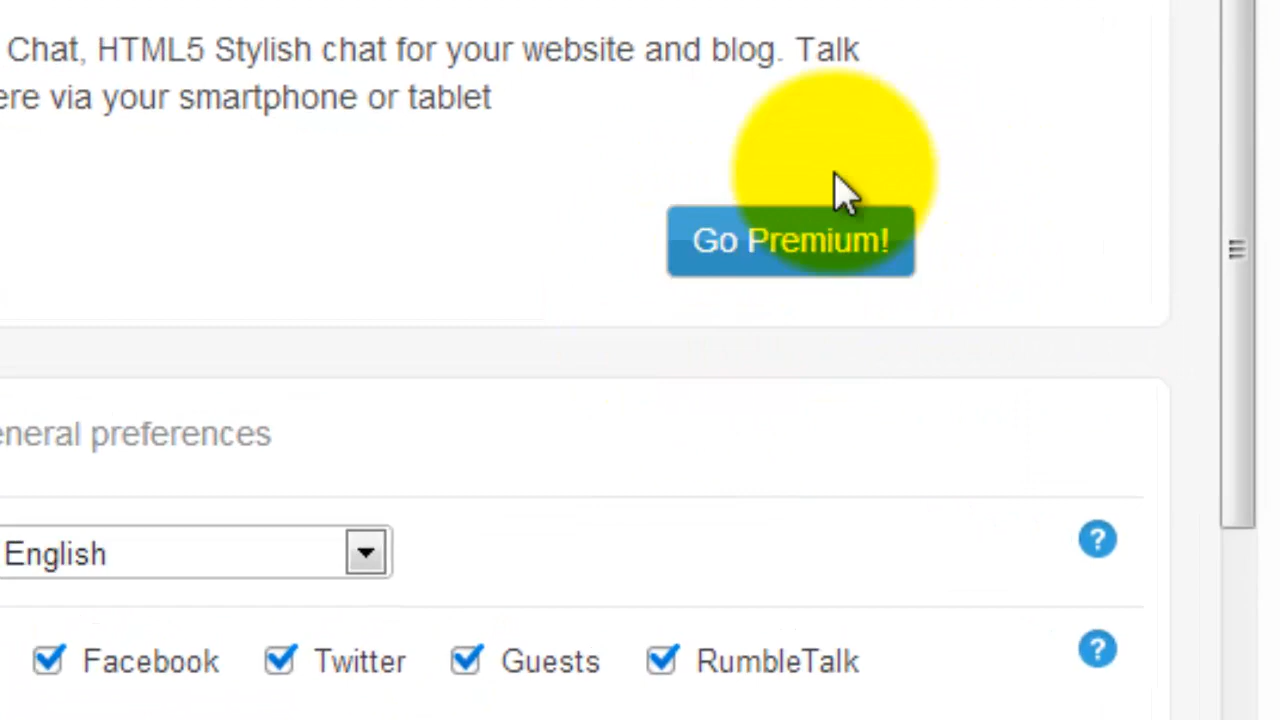 Chat, HTML5 Stylish chat for your website and blog. Talk
ere via your smartphone or tablet
Go Premium!
eneral preferences
English
?
Facebook Twitter Guests RumbleTalk
?